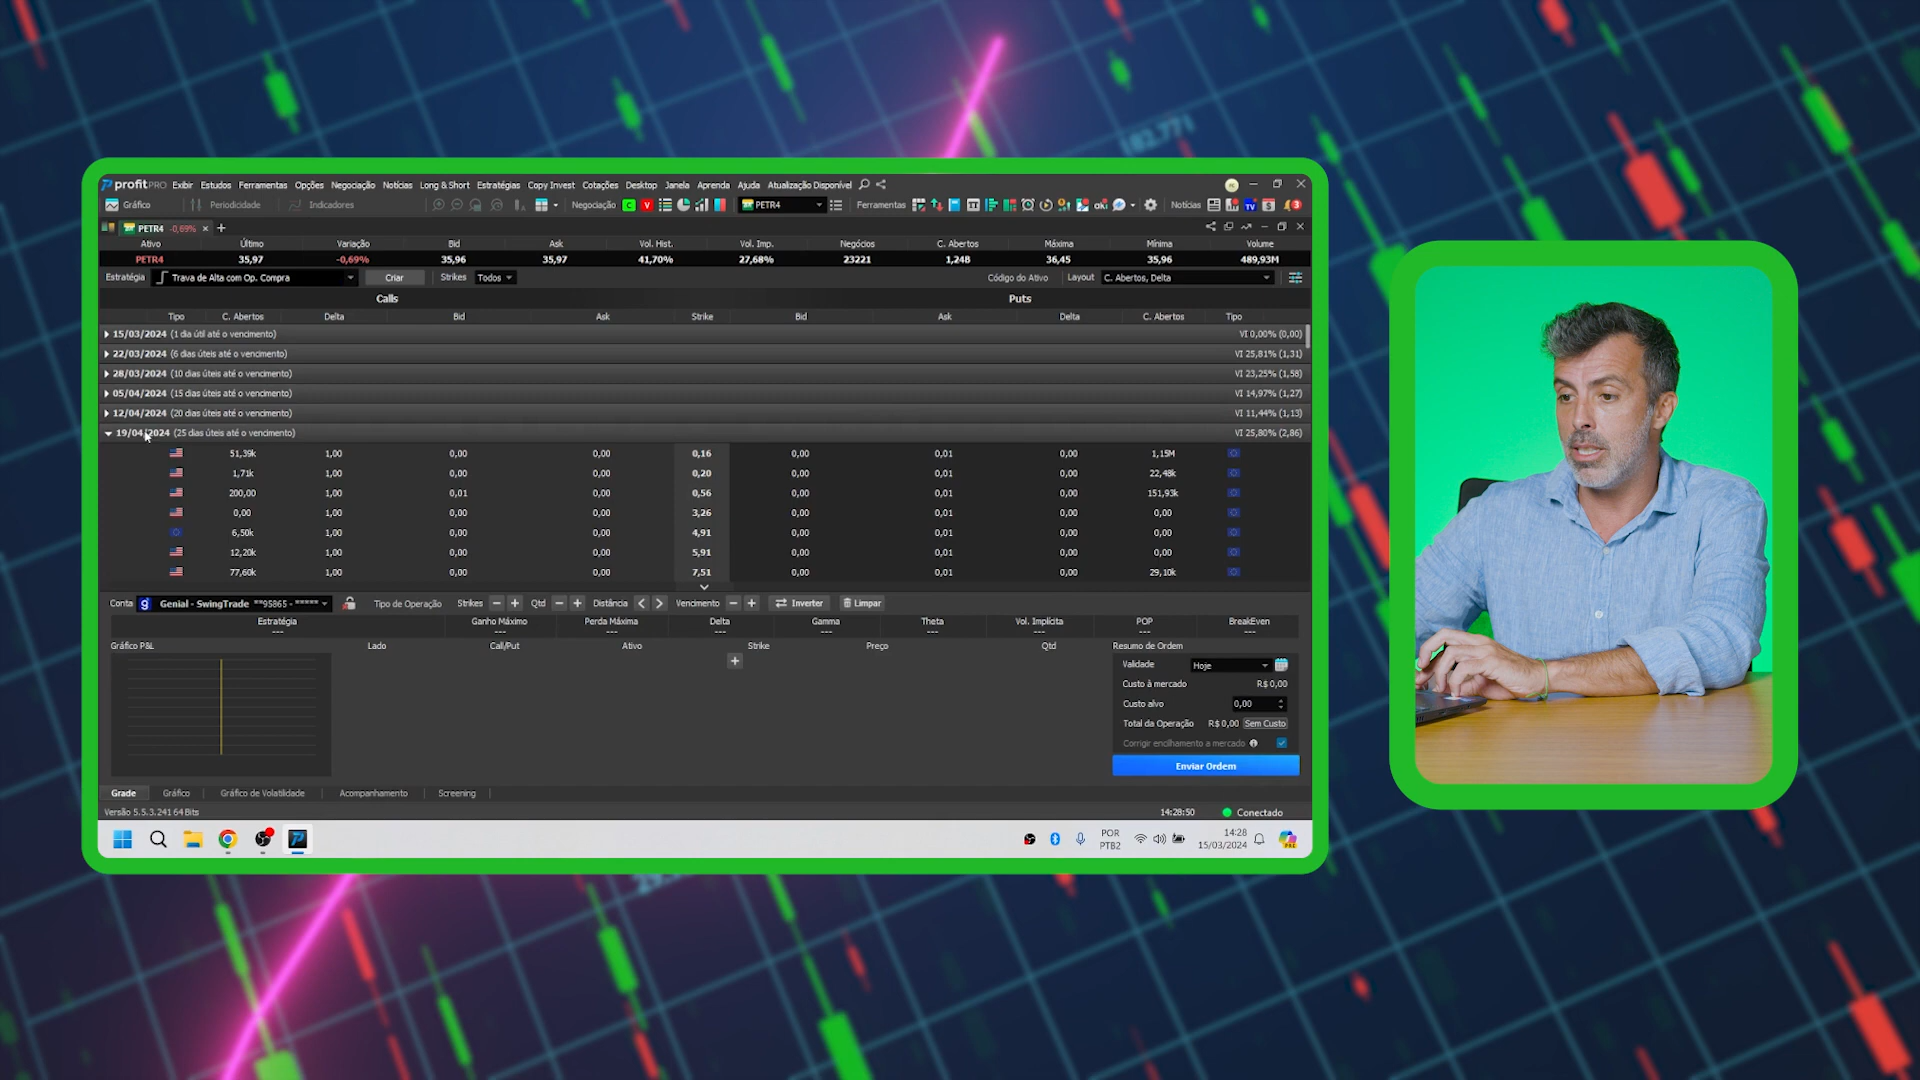 182,771
profitPRO Exibir Estudos Ferramentas Opções Negociação Notícias Long & Short Estratégias Copy Invest Cotações Desktop Janela Aprenda Ajuda Atualização Disponível
Gráfico Periodicidade Indicadores Negociação C V PETR4 Ferramentas Notícias
PETR4 -0,69%
Ativo Último Variação Bid Ask Vol. Hist. Vol. Imp. Negócios C. Abertos Máxima Mínima Volume
PETR4 35,97 -0,69% 35,96 35,97 41,70% 27,68% 23221 1,24B 36,45 35,96 489,93M
Estratégia Trava de Alta com Op. Compra Criar Strikes Todos Código do Ativo Layout C. Abertos, Delta
Calls Puts
Tipo C. Abertos Delta Bid Ask Strike Bid Ask Delta C. Abertos Tipo
15/03/2024 (1 dia útil até o vencimento) VI 0,00% (0,00)
22/03/2024 (6 dias úteis até o vencimento) VI 25,81% (1,31)
28/03/2024 (10 dias úteis até o vencimento) VI 23,25% (1,58)
05/04/2024 (15 dias úteis até o vencimento) VI 14,97% (1,27)
12/04/2024 (20 dias úteis até o vencimento) VI 11,44% (1,13)
19/04/2024 (25 dias úteis até o vencimento) VI 25,80% (2,86)
51,39k 1,00 0,00 0,00 0,16 0,00 0,01 0,00 1,15M
1,71k 1,00 0,00 0,00 0,20 0,00 0,01 0,00 22,48k
200,00 1,00 0,01 0,00 0,56 0,00 0,01 0,00 151,93k
0,00 1,00 0,00 0,00 3,26 0,00 0,01 0,00 0,00
6,50k 1,00 0,00 0,00 4,91 0,00 0,01 0,00 0,00
12,20k 1,00 0,00 0,00 5,91 0,00 0,01 0,00 0,00
77,60k 1,00 0,00 0,00 7,51 0,00 0,01 0,00 29,10k
Conta Genial - SwingTrade **95865 - ***** Tipo de Operação Strikes Qtd Distância Vencimento Inverter Limpar
Estratégia Ganho Máximo Perda Máxima Delta Gamma Theta Vol. Implícita POP BreakEven
--- --- --- --- --- --- --- --- ---
Gráfico P&L Lado Call/Put Ativo Strike Preço Qtd Resumo de Ordem
Validade Hoje
Custo à mercado R$ 0,00
Custo alvo 0,00
Total da Operação R$ 0,00 Sem Custo
Corrigir encilhamento a mercado
Enviar Ordem
Grade Gráfico Gráfico de Volatilidade Acompanhamento Screening
Versão 5.5.3.241 64 Bits 14:28:50 Conectado
POR 14:28
PTB2 15/03/2024